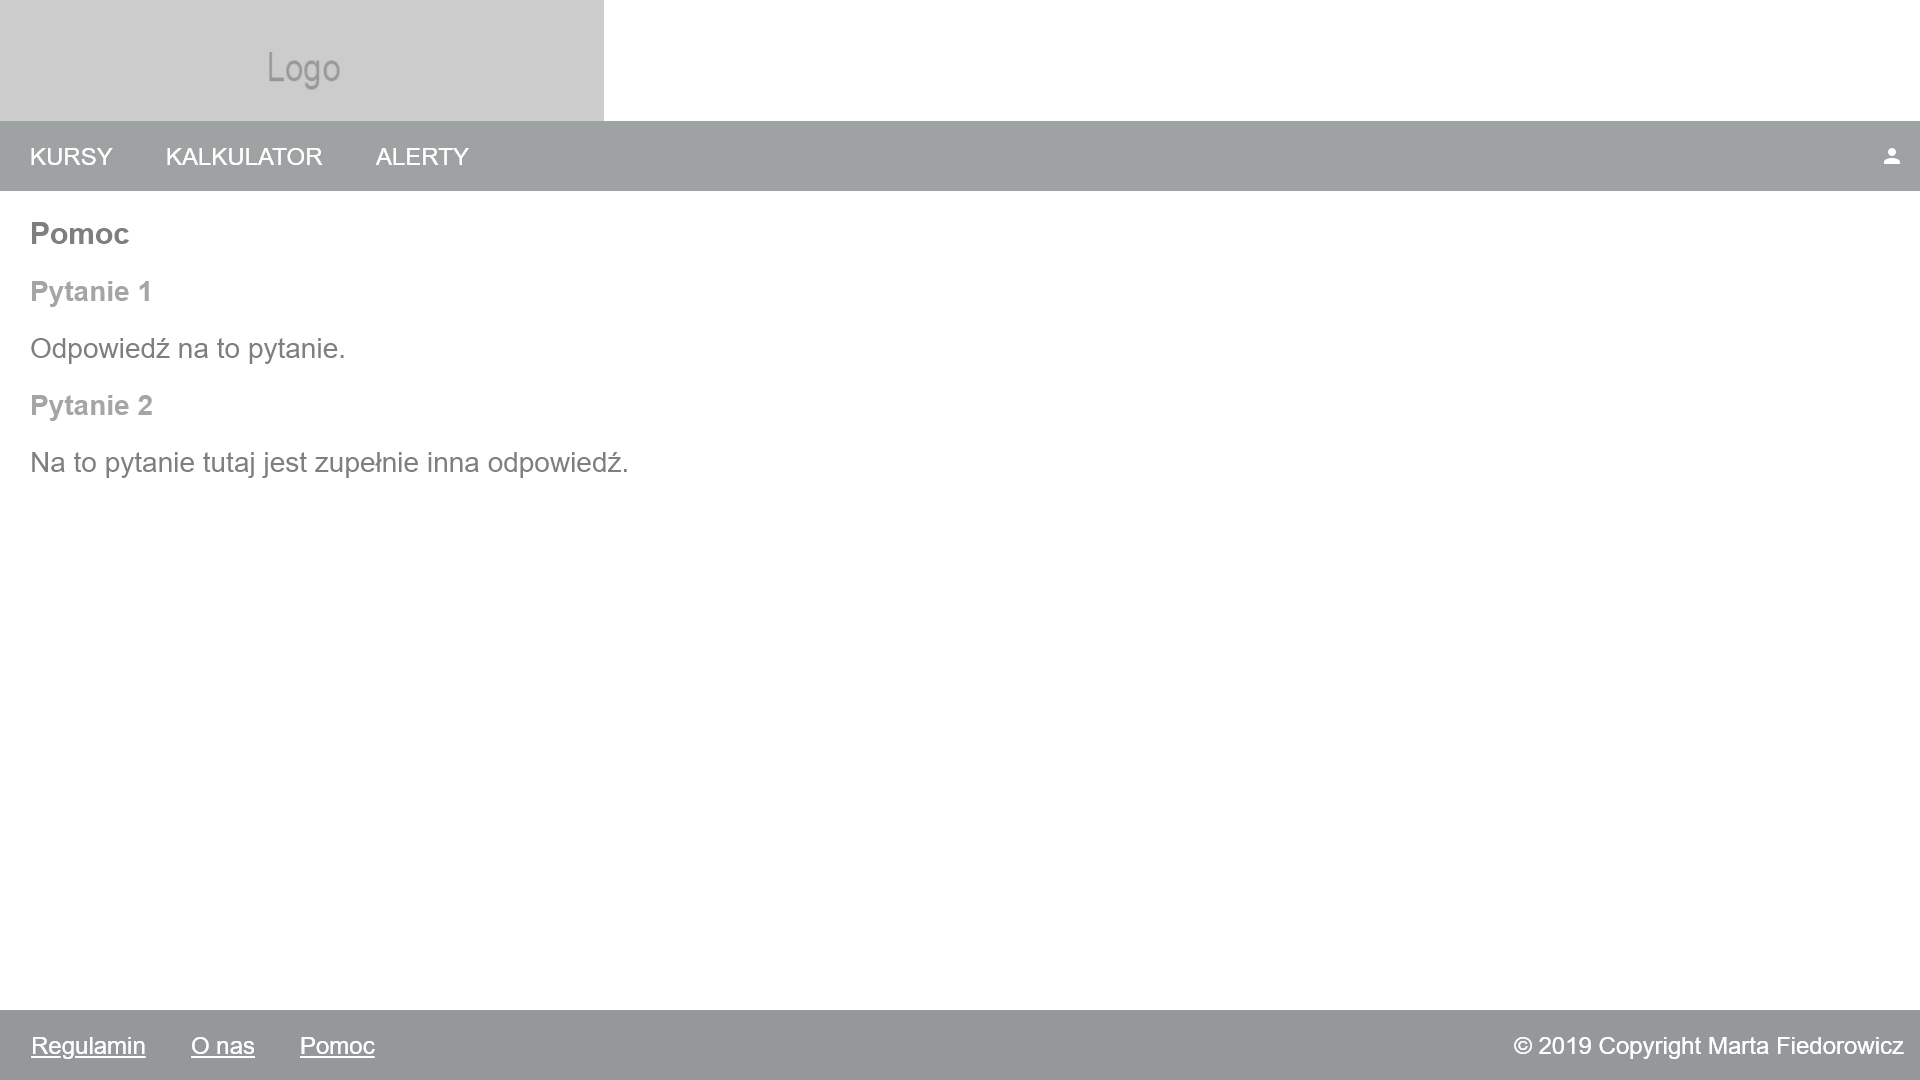 Logo
KURSY KALKULATOR ALERTY
Pomoc
Pytanie 1
Odpowiedź na to pytanie.
Pytanie 2
Na to pytanie tutaj jest zupełnie inna odpowiedź.
Regulamin O nas Pomoc © 2019 Copyright Marta Fiedorowicz